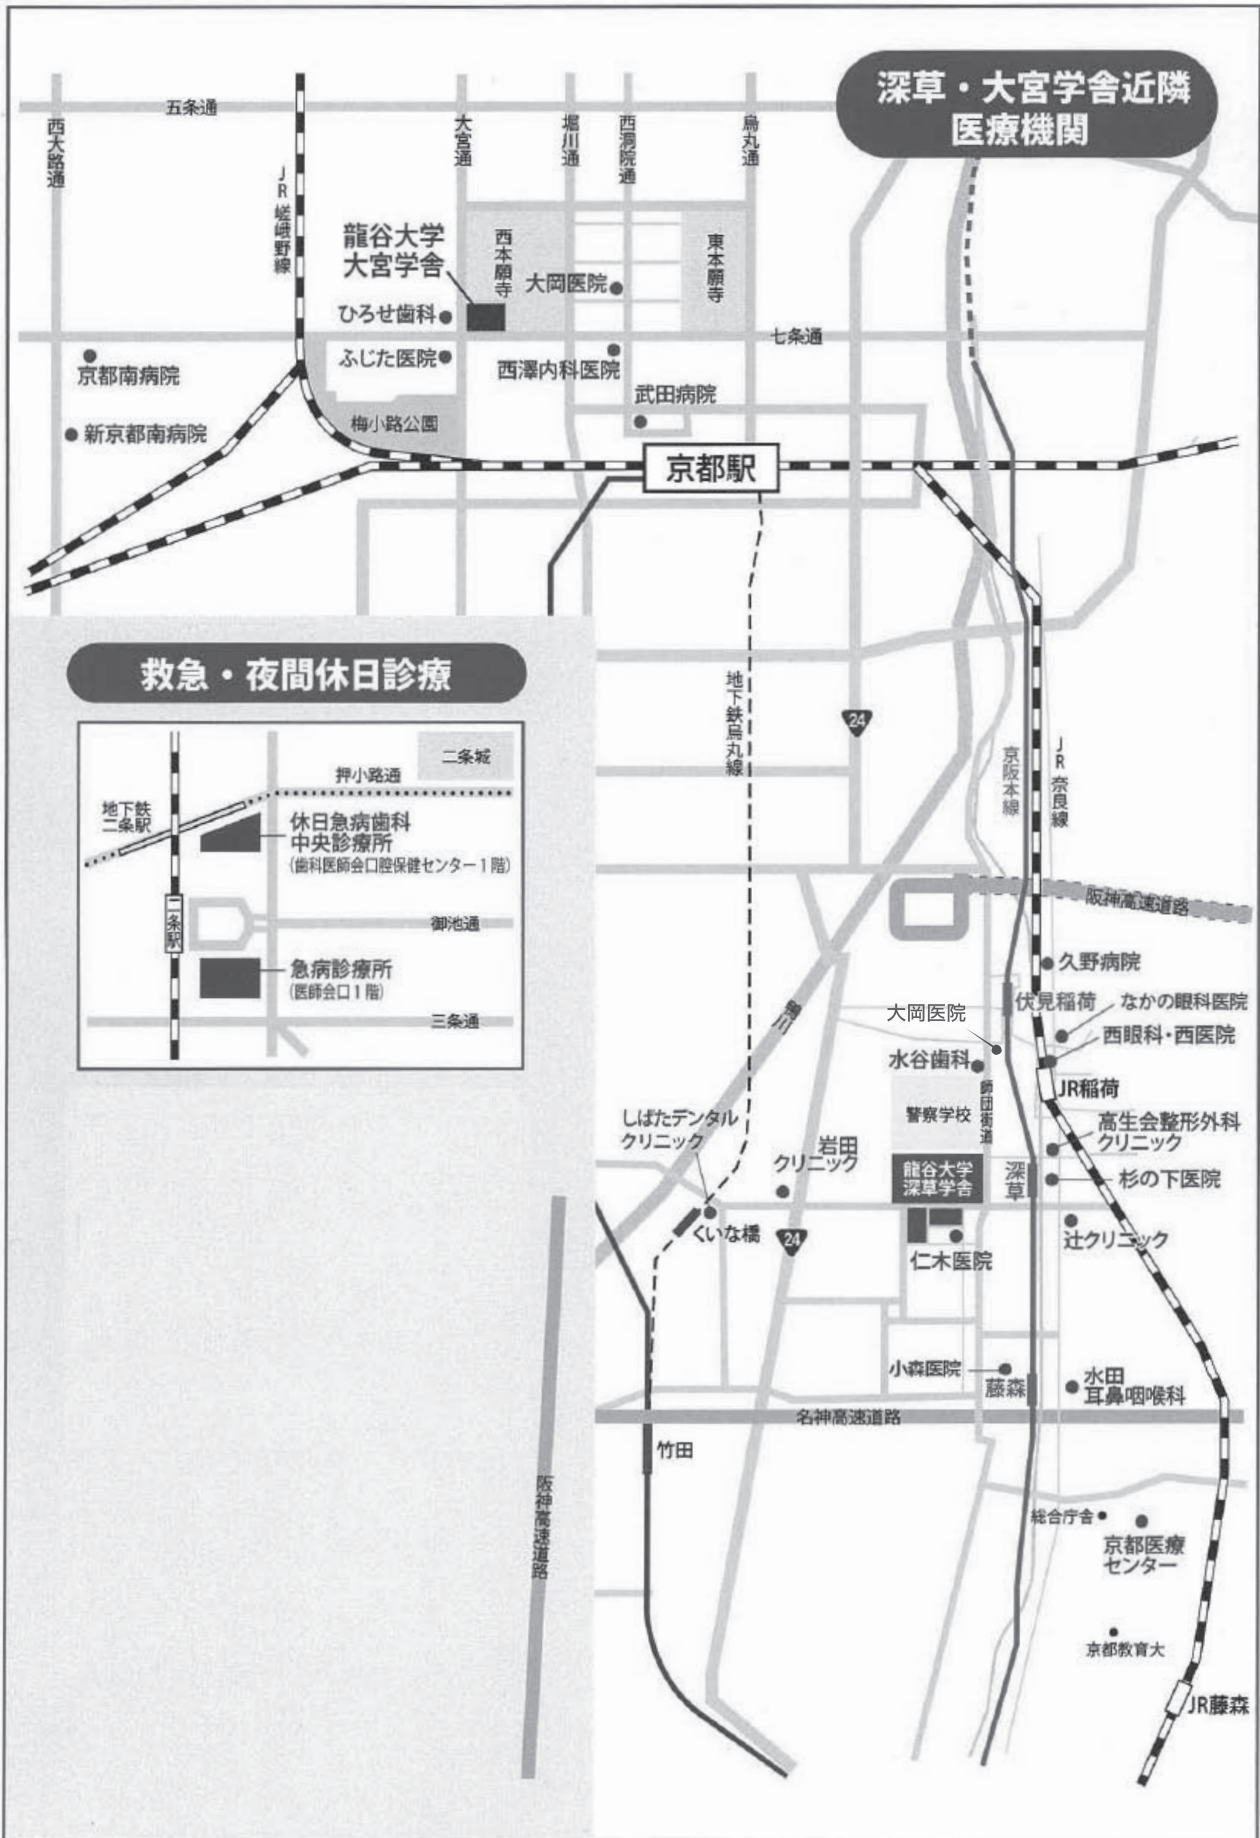 深草・大宮学舎近隣
医療機関
五条通
西大路通
JR嵯峨野線
大宮通
堀川通
西洞院通
烏丸通
龍谷大学
大宮学舎
西本願寺
大岡医院
東本願寺
ひろせ歯科
七条通
ふじた医院
西澤内科医院
京都南病院
武田病院
新京都南病院
梅小路公園
京都駅
救急・夜間休日診療
二条城
押小路通
地下鉄
二条駅
休日急病歯科
中央診療所
(歯科医師会口腔保健センター1階)
二条駅
御池通
急病診療所
(医師会口1階)
三条通
地下鉄烏丸線
24
京阪本線
JR奈良線
阪神高速道路
久野病院
伏見稲荷
なかの眼科医院
大岡医院
西眼科・西医院
鴨川
水谷歯科
JR稲荷
師団街道
警察学校
しばたデンタル
クリニック
岩田
クリニック
高生会整形外科
クリニック
龍谷大学
深草学舎
深草
杉の下医院
くいな橋
24
仁木医院
辻クリニック
小森医院
藤森
水田
耳鼻咽喉科
名神高速道路
竹田
阪神高速道路
総合庁舎
京都医療
センター
京都教育大
JR藤森